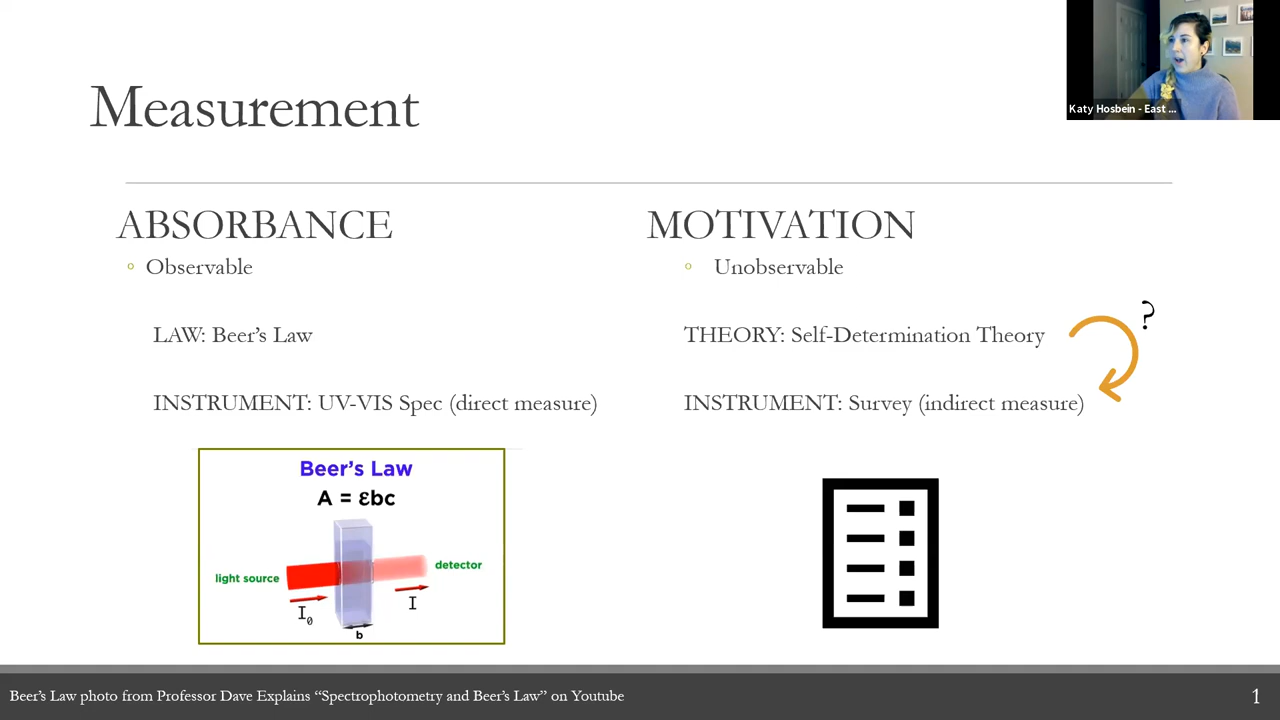 Katy Hosbein - East ...
Measurement
ABSORBANCE
Observable
LAW: Beer’s Law
INSTRUMENT: UV-VIS Spec (direct measure)
Beer’s Law
A = εbc
light source
detector
I₀
I
b
MOTIVATION
Unobservable
THEORY: Self-Determination Theory
?
INSTRUMENT: Survey (indirect measure)
Beer’s Law photo from Professor Dave Explains “Spectrophotometry and Beer’s Law” on Youtube
1